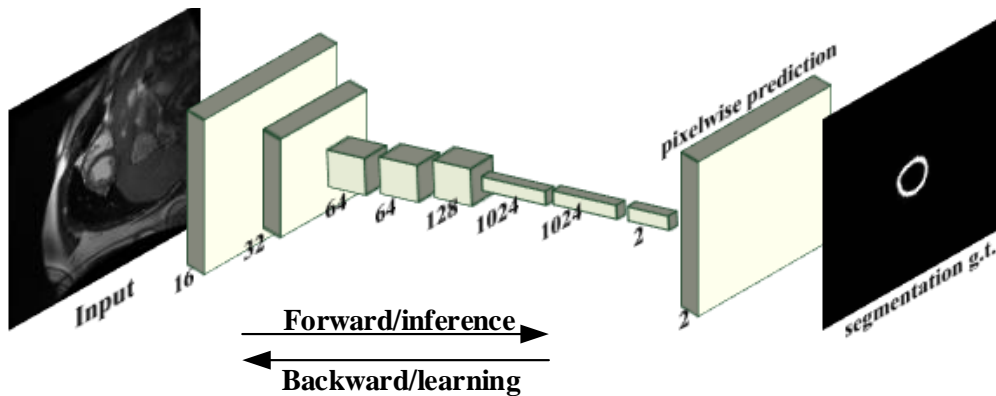 Input
16
32
64
64
128
1024
1024
2
pixelwise prediction
2
segmentation g.t.
Forward/inference
Backward/learning